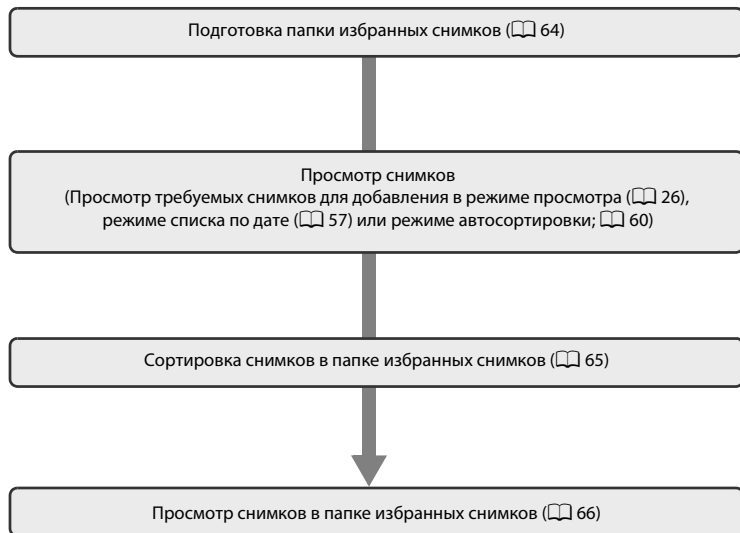 Подготовка папки избранных снимков (📖 64)
Просмотр снимков
(Просмотр требуемых снимков для добавления в режиме просмотра (📖 26),
режиме списка по дате (📖 57) или режиме автосортировки; 📖 60)
Сортировка снимков в папке избранных снимков (📖 65)
Просмотр снимков в папке избранных снимков (📖 66)